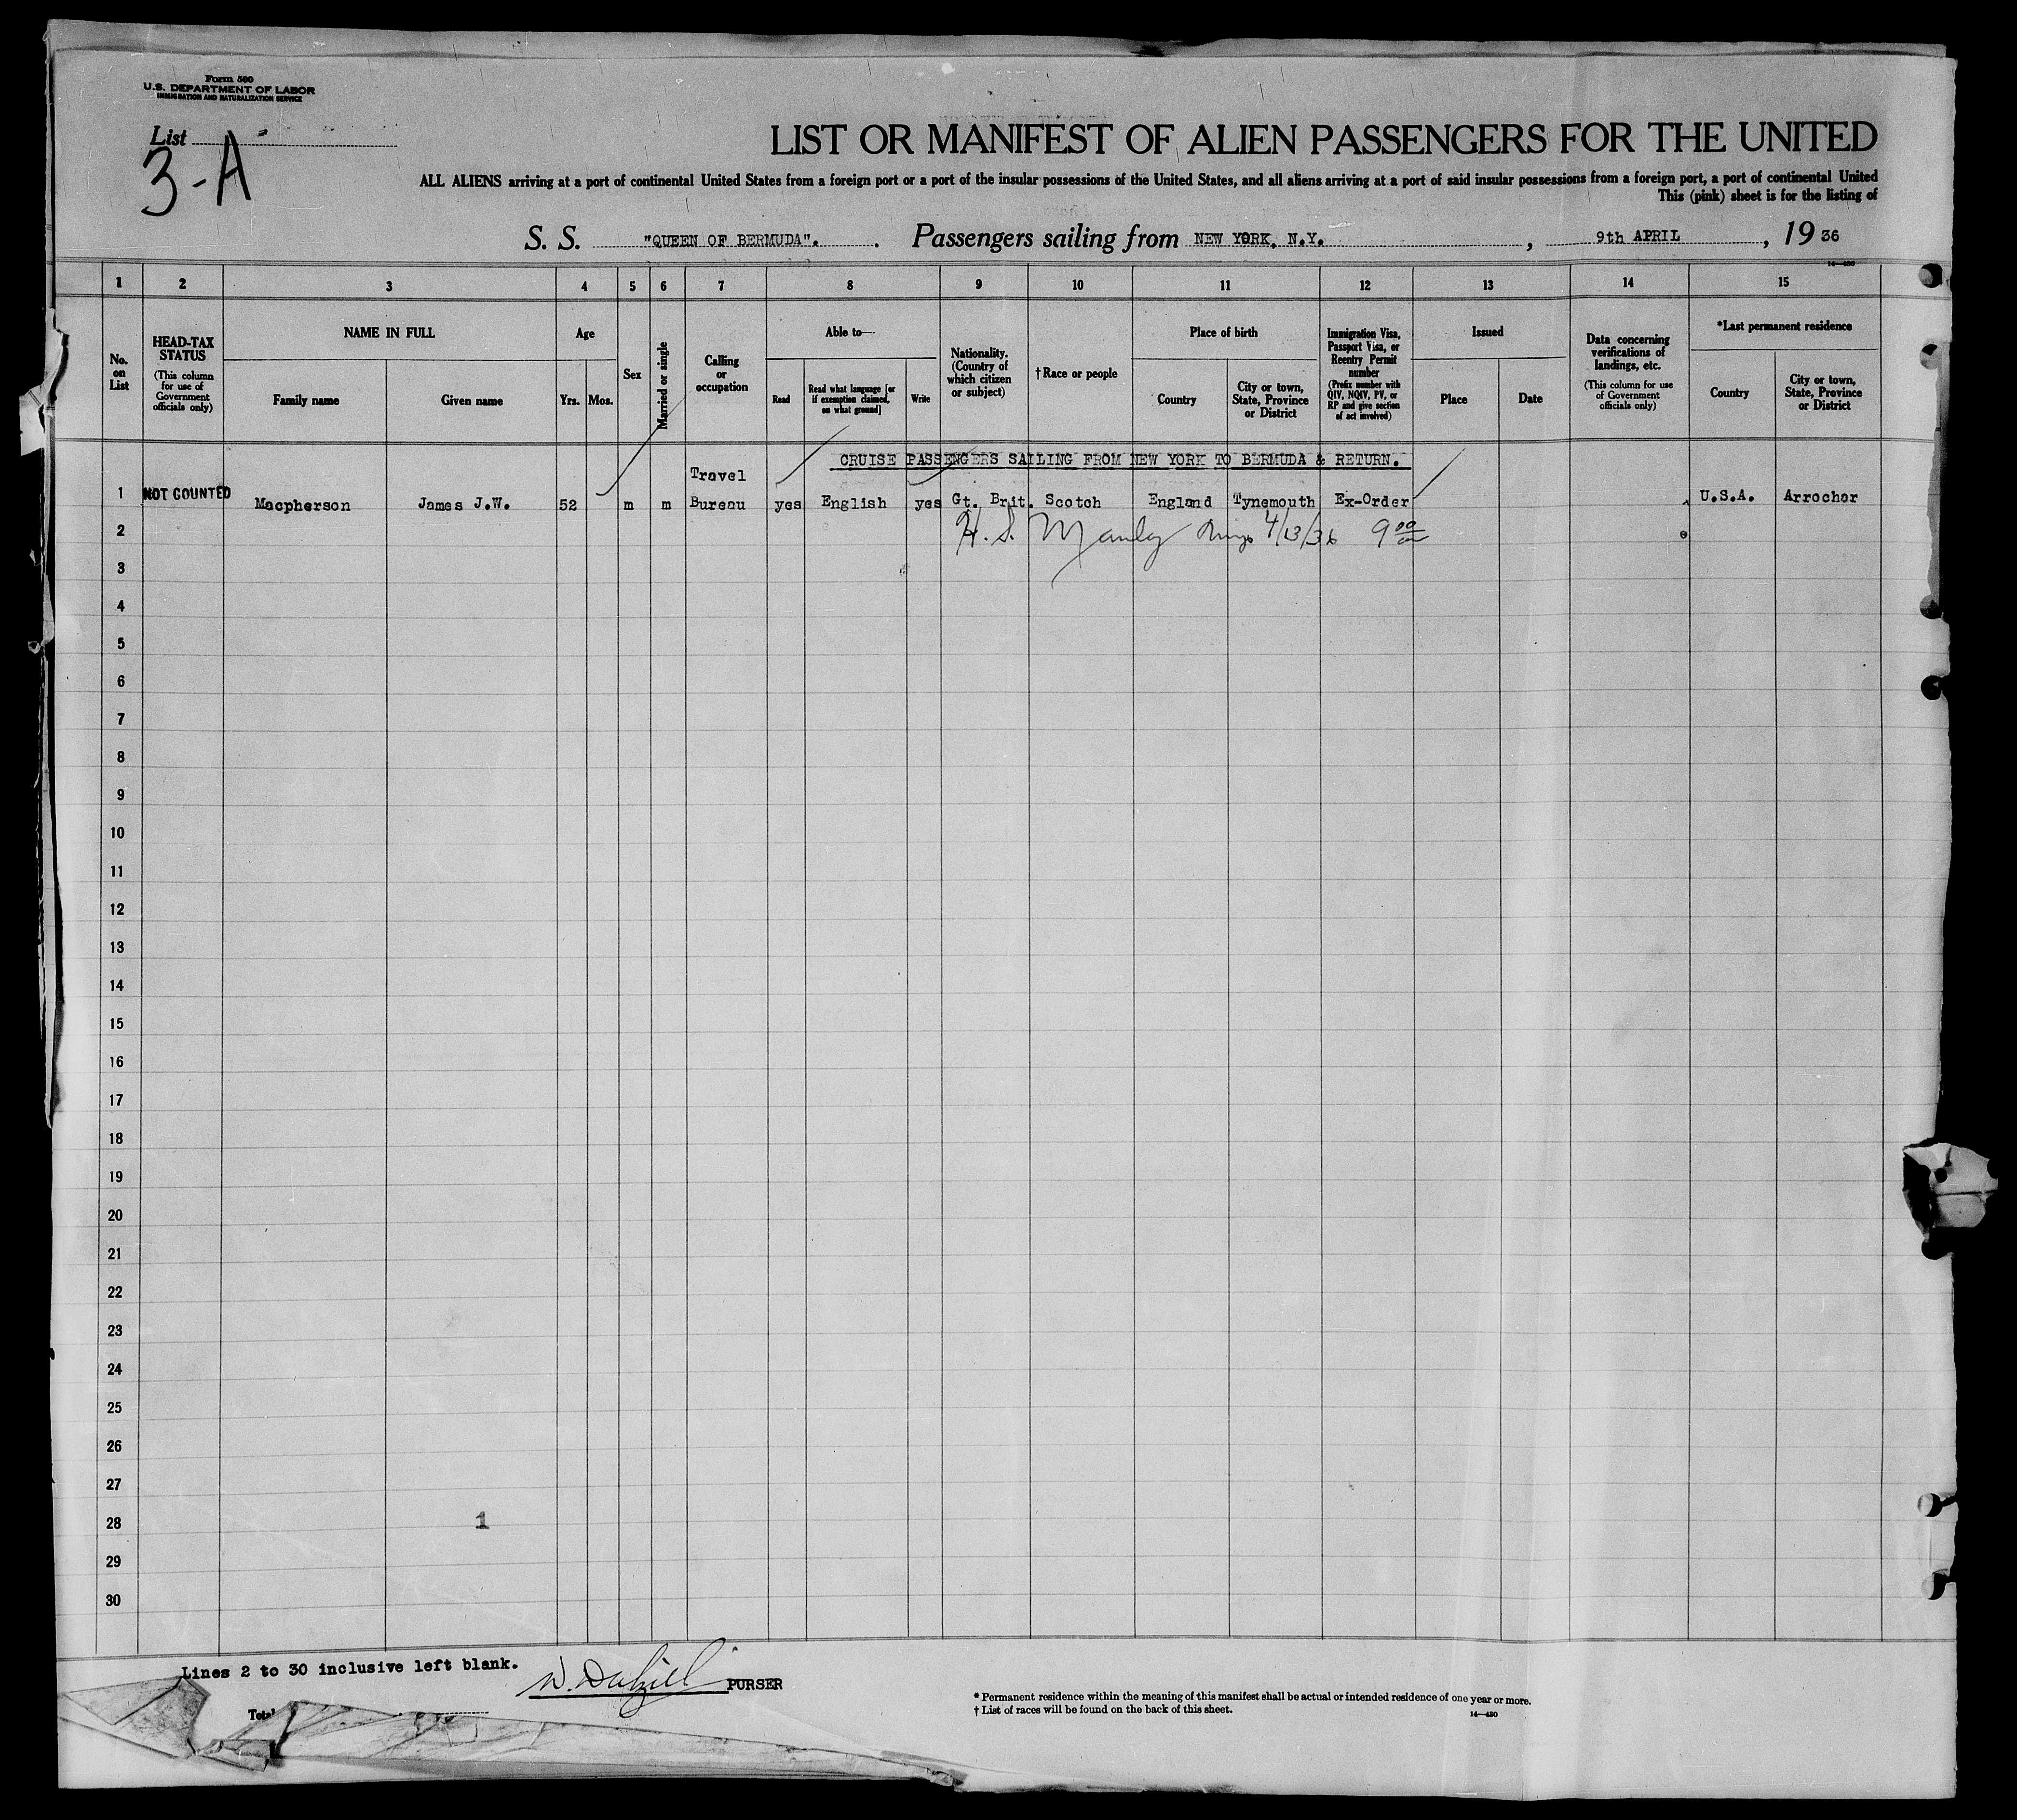 Form 500
U.S. DEPARTMENT OF LABOR
IMMIGRATION AND NATURALIZATION SERVICE
List
3-A
LIST OR MANIFEST OF ALIEN PASSENGERS FOR THE UNITED
ALL ALIENS arriving at a port of continental United States from a foreign port or a port of the insular possessions of the United States, and all aliens arriving at a port of said insular possessions from a foreign port, a port of continental United
This (pink) sheet is for the listing of
S. S. "QUEEN OF BERMUDA". Passengers sailing from NEW YORK, N.Y. , 9th APRIL , 19 36
14—430
1 2 3 4 5 6 7 8 9 10 11 12 13 14 15
No. on List
HEAD-TAX STATUS (This column for use of Government officials only)
NAME IN FULL
Family name Given name
Age
Yrs. Mos.
Sex
Married or single
Calling or occupation
Able to—
Read
Read what language [or if exemption claimed, on what ground]
Write
Nationality. (Country of which citizen or subject)
†Race or people
Place of birth
Country
City or town, State, Province or District
Immigration Visa, Passport Visa, or Reentry Permit number (Prefix number with QIV, NQIV, PV, or RP and give section of act involved)
Issued
Place Date
Data concerning verifications of landings, etc. (This column for use of Government officials only)
*Last permanent residence
Country
City or town, State, Province or District
CRUISE PASSENGERS SAILING FROM NEW YORK TO BERMUDA & RETURN.
Travel
1 NOT COUNTED Macpherson James J.W. 52 m m Bureau yes English yes Gt. Brit. Scotch England Tynemouth Ex-Order U.S.A. Arrochar
2 H. S. Manly 4/13/36 9 00
3
4
5
6
7
8
9
10
11
12
13
14
15
16
17
18
19
20
21
22
23
24
25
26
27
28 1
29
30
Lines 2 to 30 inclusive left blank.
W. Dalziell PURSER
Total
* Permanent residence within the meaning of this manifest shall be actual or intended residence of one year or more.
† List of races will be found on the back of this sheet.
14—430